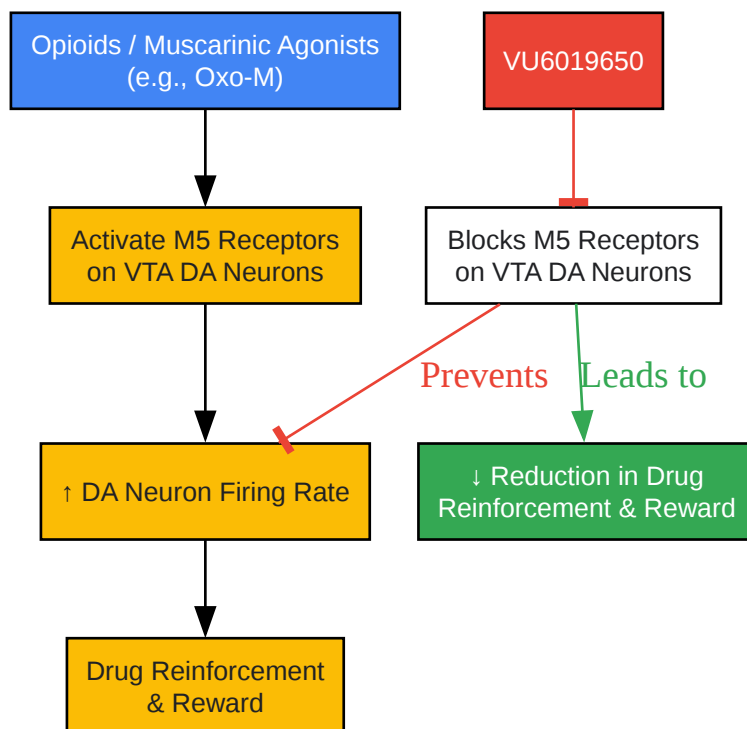 Opioids / Muscarinic Agonists
(e.g., Oxo-M)
VU6019650
Activate M5 Receptors
on VTA DA Neurons
Blocks M5 Receptors
on VTA DA Neurons
Prevents
Leads to
↑ DA Neuron Firing Rate
↓ Reduction in Drug
Reinforcement & Reward
Drug Reinforcement
& Reward